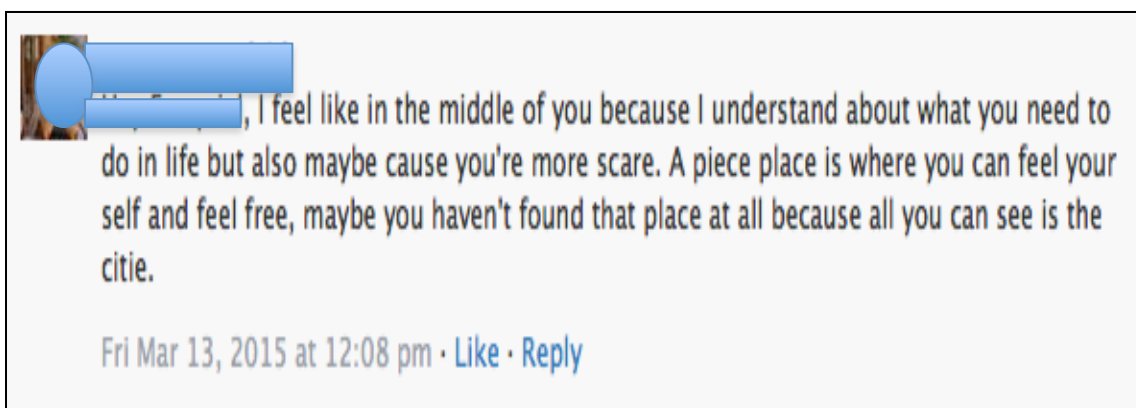 , I feel like in the middle of you because I understand about what you need to
do in life but also maybe cause you're more scare. A piece place is where you can feel your
self and feel free, maybe you haven't found that place at all because all you can see is the
citie.
Fri Mar 13, 2015 at 12:08 pm · Like · Reply